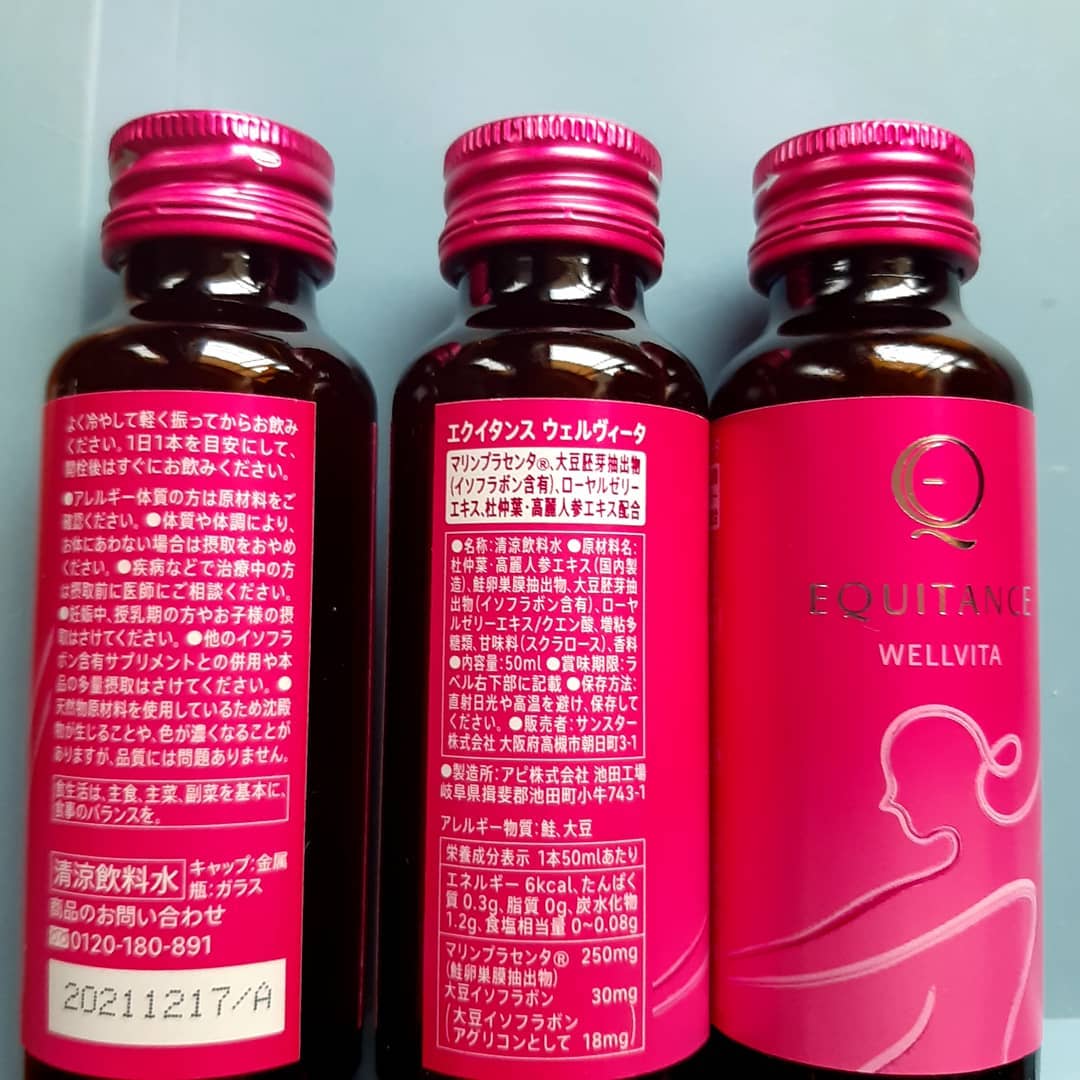 よく冷やして軽く振ってからお飲み
ください。1日1本を目安にして、
開栓後はすぐにお飲みください。
●アレルギー体質の方は原材料をご
確認ください。●体質や体調により、
お体にあわない場合は摂取をおやめ
ください。●疾病などで治療中の方
は摂取前に医師にご相談ください。
●妊娠中、授乳期の方やお子様の摂
取はさけてください。●他のイソフラ
ボン含有サプリメントとの併用や本
品の多量摂取はさけてください。●
天然物原材料を使用しているため沈殿
物が生じることや、色が濃くなることが
ありますが、品質には問題ありません。
食生活は、主食、主菜、副菜を基本に、
食事のバランスを。
清涼飲料水 キャップ:金属
瓶:ガラス
商品のお問い合わせ
0120-180-891
20211217/A
エクイタンス ウェルヴィータ
マリンプラセンタ®、大豆胚芽抽出物
(イソフラボン含有)、ローヤルゼリー
エキス、杜仲葉・高麗人参エキス配合
●名称:清涼飲料水 ●原材料名:
杜仲葉・高麗人参エキス(国内製
造)、鮭卵巣膜抽出物、大豆胚芽抽
出物(イソフラボン含有)、ローヤ
ルゼリーエキス/クエン酸、増粘多
糖類、甘味料(スクラロース)、香料
●内容量:50ml ●賞味期限:ラ
ベル右下部に記載 ●保存方法:
直射日光や高温を避け、保存して
ください。●販売者:サンスター
株式会社 大阪府高槻市朝日町3-1
●製造所:アピ株式会社 池田工場
岐阜県揖斐郡池田町小牛743-1
アレルギー物質:鮭、大豆
栄養成分表示 1本50mlあたり
エネルギー 6kcal、たんぱく
質 0.3g、脂質 0g、炭水化物
1.2g、食塩相当量 0~0.08g
マリンプラセンタ® 250mg
(鮭卵巣膜抽出物)
大豆イソフラボン 30mg
(大豆イソフラボン
アグリコンとして 18mg)
Q
EQUITANCE
WELLVITA